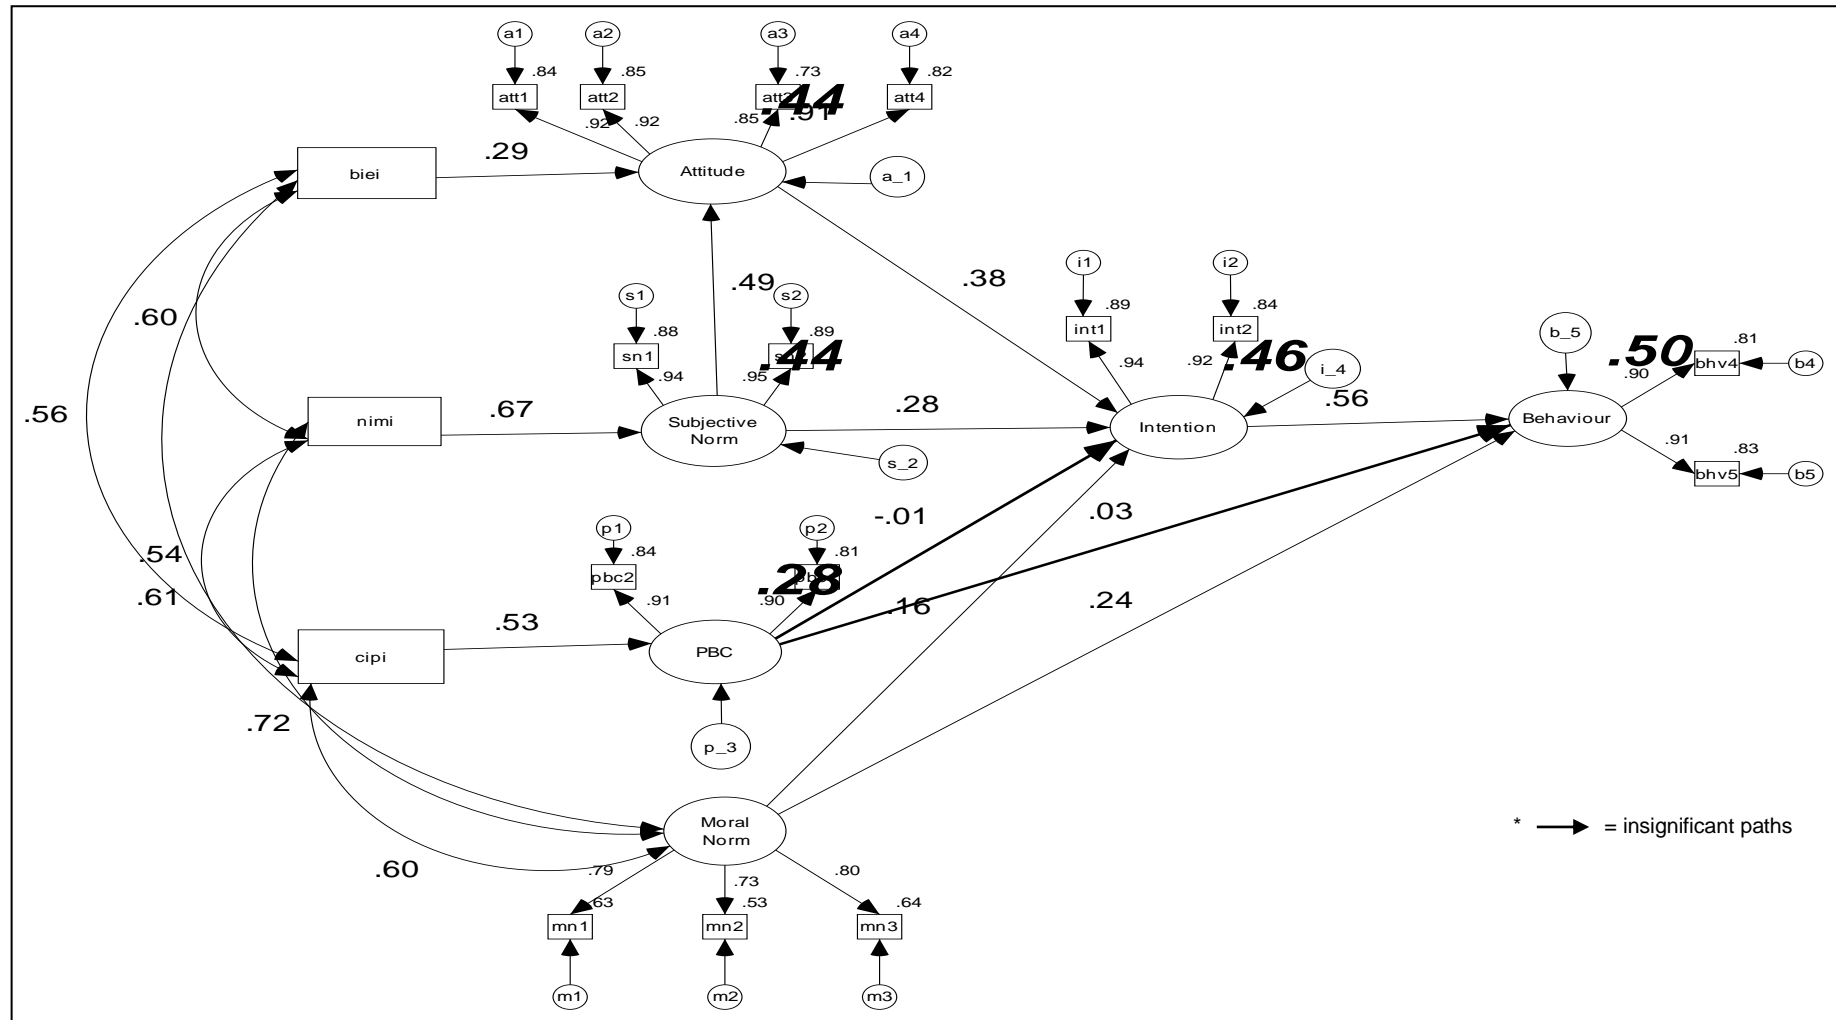 a1
a2
a3
a4
.84
.85
.73
.82
att1
att2
.44
att4
.92
.92
.85
.91
biei
.29
Attitude
a_1
.49
.38
s1
s2
i1
i2
.88
.89
.89
.84
sn1
.44
int1
int2
.94
.95
.94
.92
.46
i_4
b_5
.50
.81
bhv4
b4
.90
.60
.56
nimi
.67
Subjective
Norm
.28
Intention
.56
Behaviour
s_2
.91
.83
bhv5
b5
p1
p2
-.01
.03
.84
.81
pbc2
.28
.91
.90
.16
.24
.54
.61
cipi
.53
PBC
.72
p_3
Moral
Norm
* = insignificant paths
.60
.79
.73
.80
.63
.53
.64
mn1
mn2
mn3
m1
m2
m3